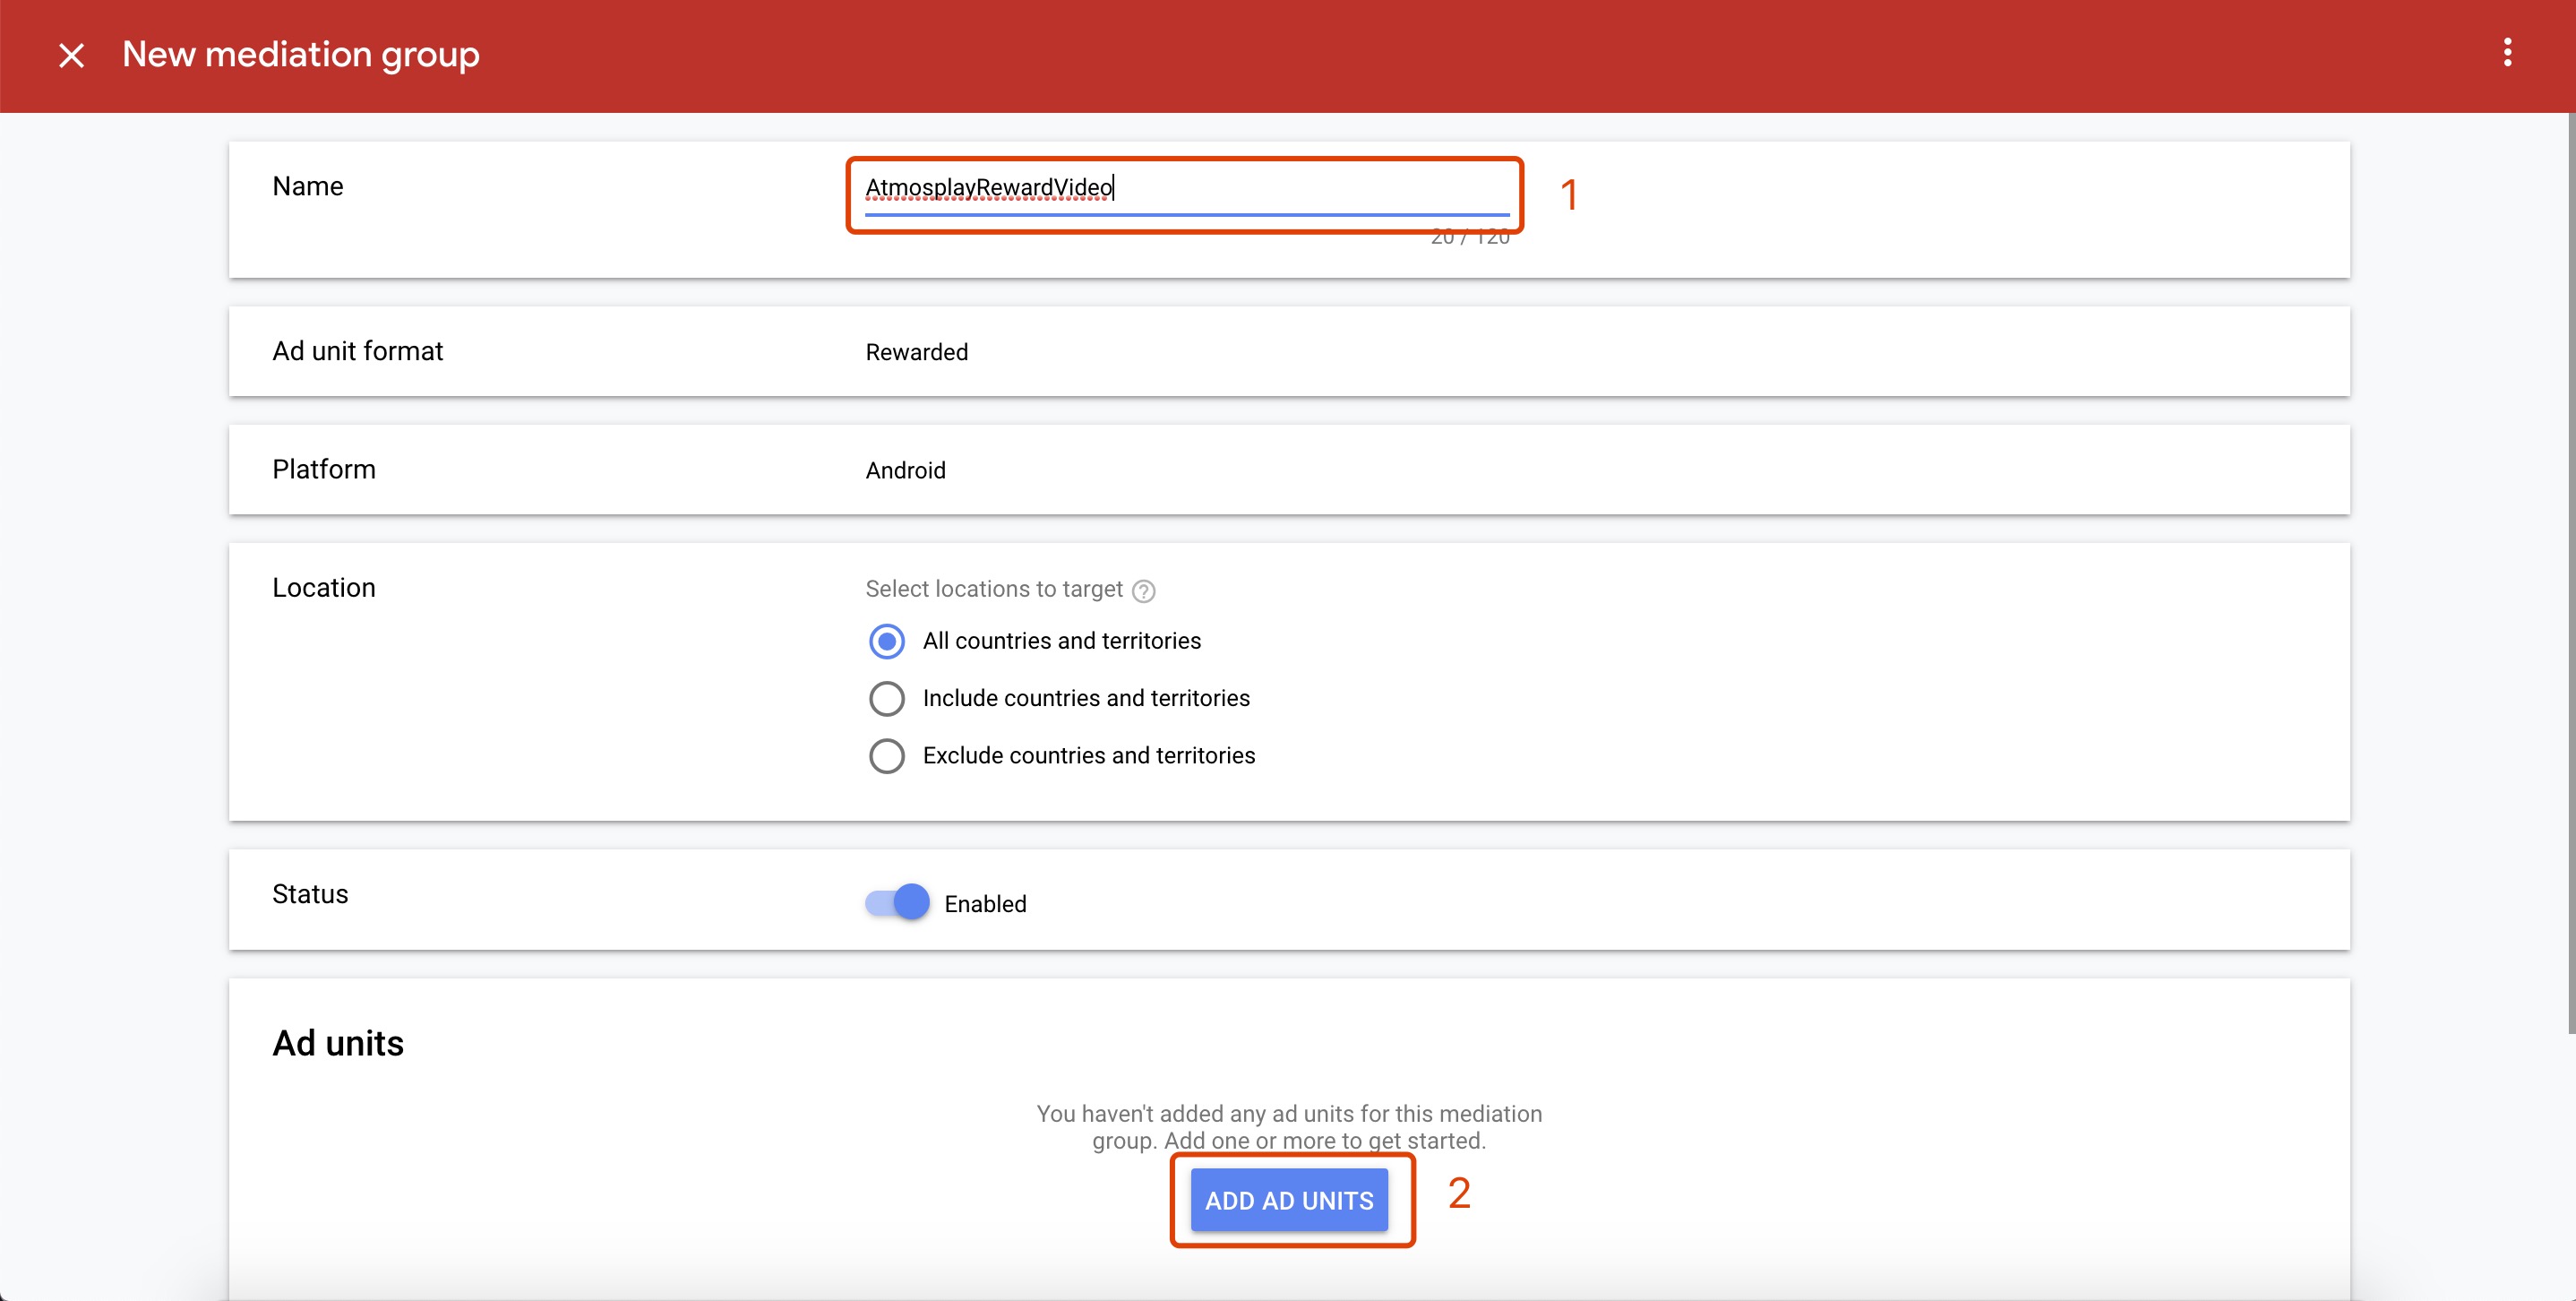 New mediation group
Name
AtmosplayRewardVideo
1
20 / 120
Ad unit format
Rewarded
Platform
Android
Location
Select locations to target ?
All countries and territories
Include countries and territories
Exclude countries and territories
Status
Enabled
Ad units
You haven't added any ad units for this mediation
group. Add one or more to get started.
ADD AD UNITS
2